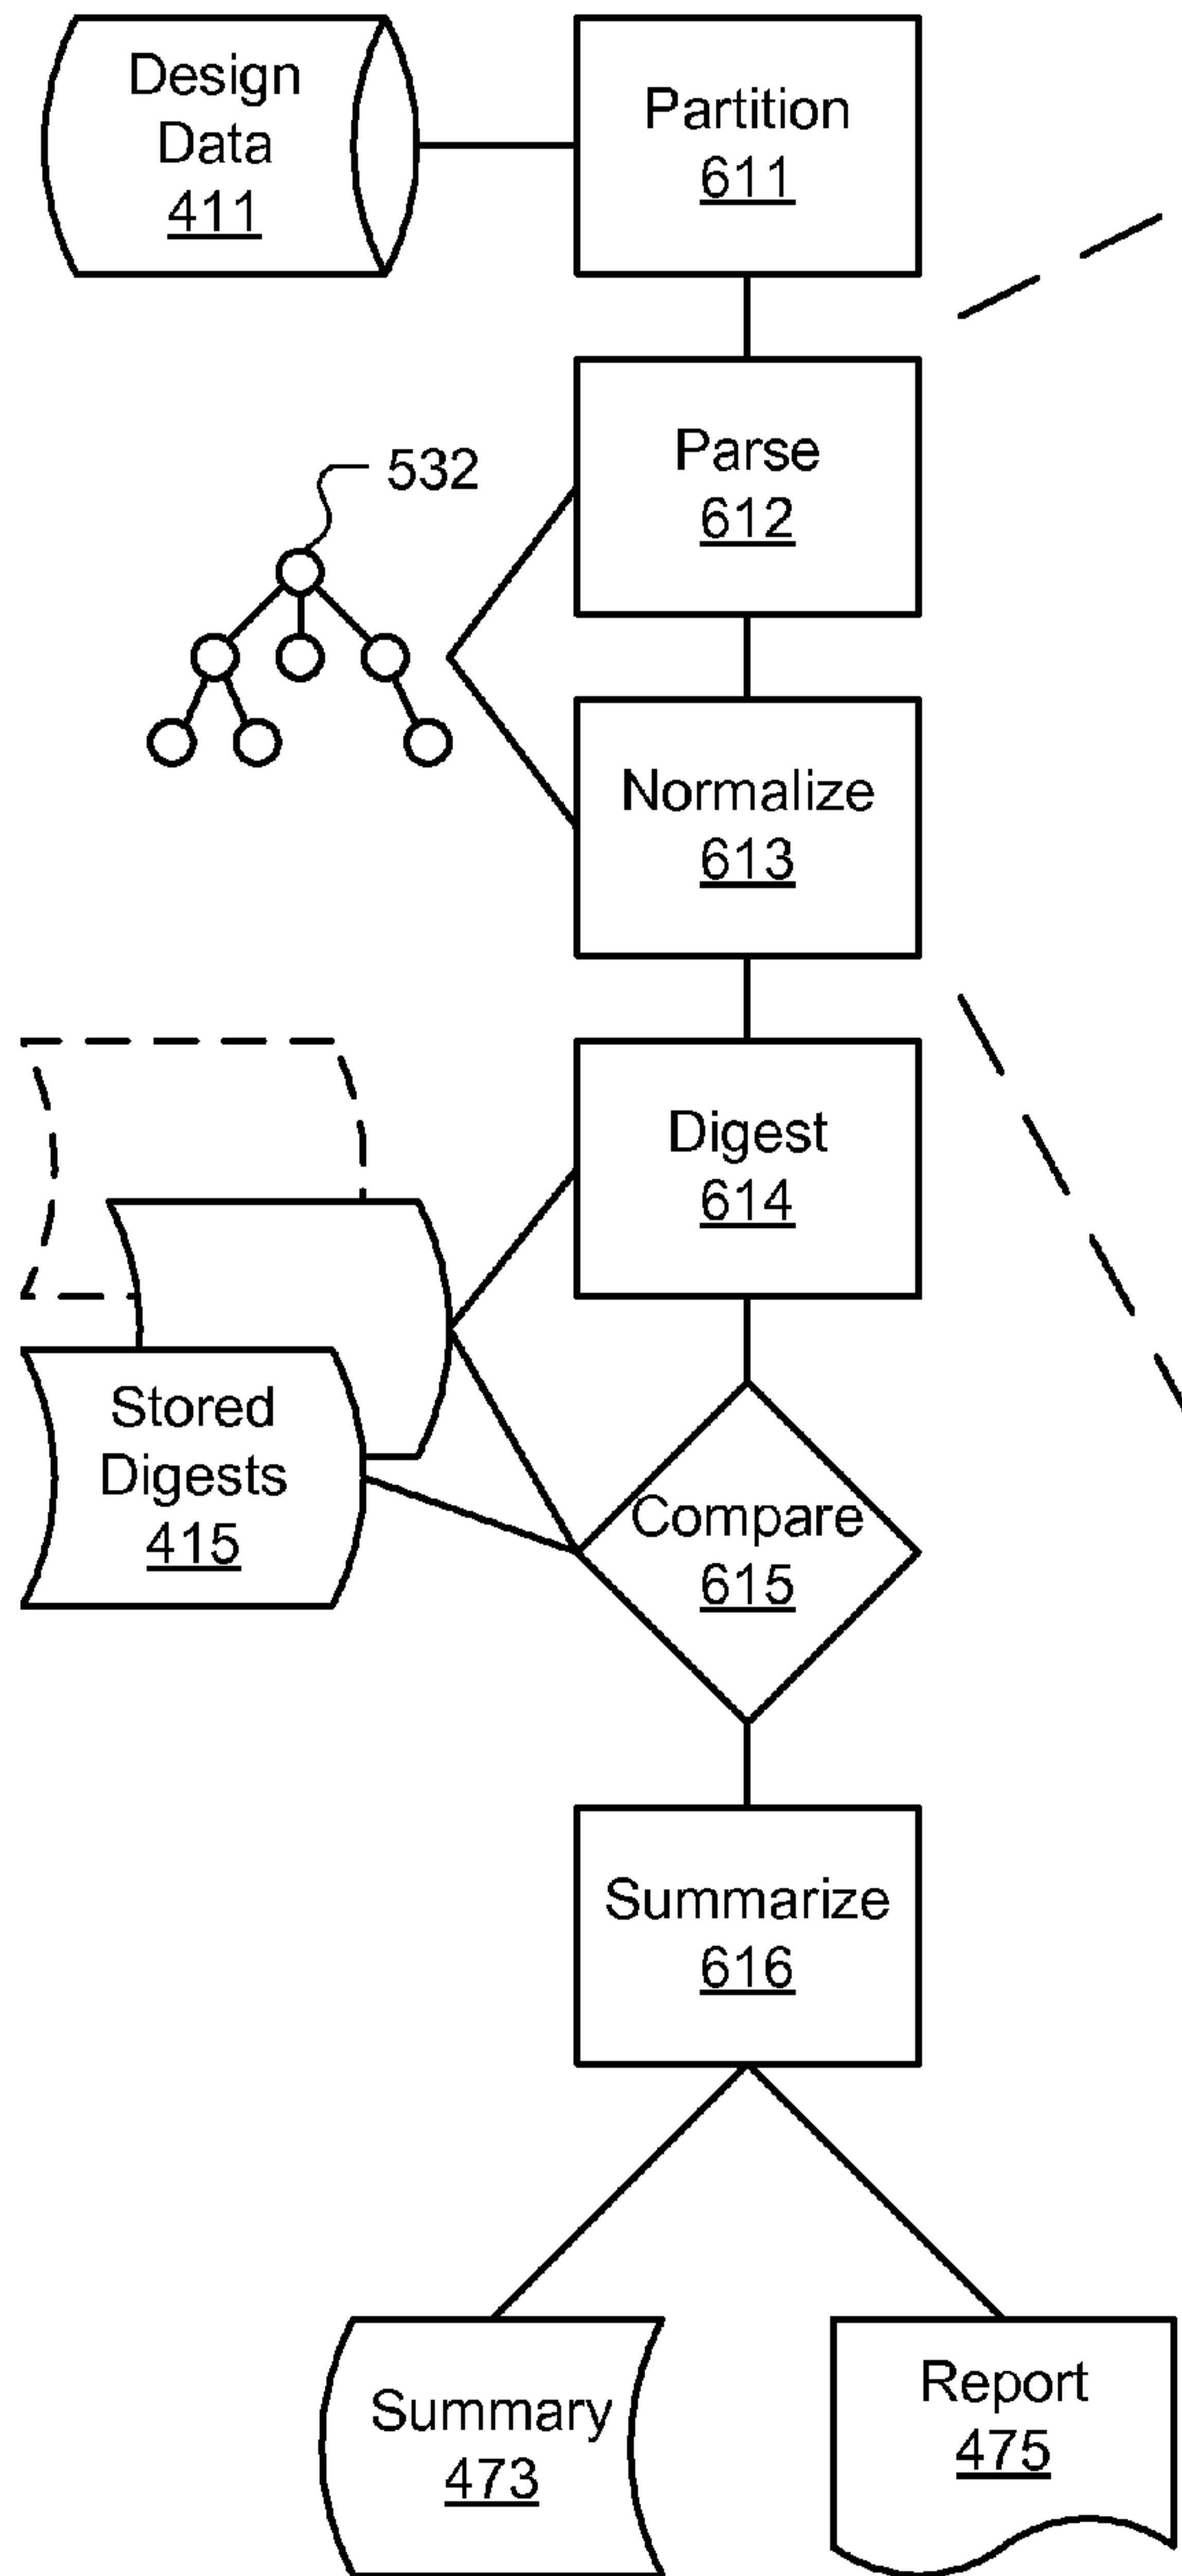 Design
Data
411
Partition
611
532
Parse
612
Normalize
613
Digest
614
Stored
Digests
415
Compare
615
Summarize
616
Summary
473
Report
475